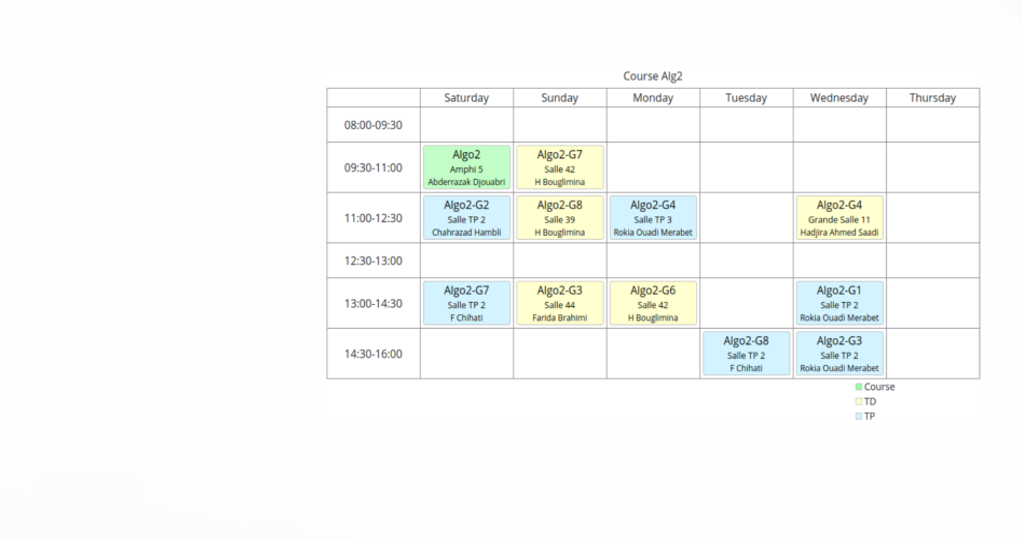 Course Alg2
Saturday Sunday Monday Tuesday Wednesday Thursday
08:00-09:30
09:30-11:00
Algo2
Amphi 5
Abderrazak Djouabri
Algo2-G7
Salle 42
H Bouglimina
11:00-12:30
Algo2-G2
Salle TP 2
Chahrazad Hambli
Algo2-G8
Salle 39
H Bouglimina
Algo2-G4
Salle TP 3
Rokia Ouadi Merabet
Algo2-G4
Grande Salle 11
Hadjira Ahmed Saadi
12:30-13:00
13:00-14:30
Algo2-G7
Salle TP 2
F Chihati
Algo2-G3
Salle 44
Farida Brahimi
Algo2-G6
Salle 42
H Bouglimina
Algo2-G1
Salle TP 2
Rokia Ouadi Merabet
14:30-16:00
Algo2-G8
Salle TP 2
F Chihati
Algo2-G3
Salle TP 2
Rokia Ouadi Merabet
Course
TD
TP